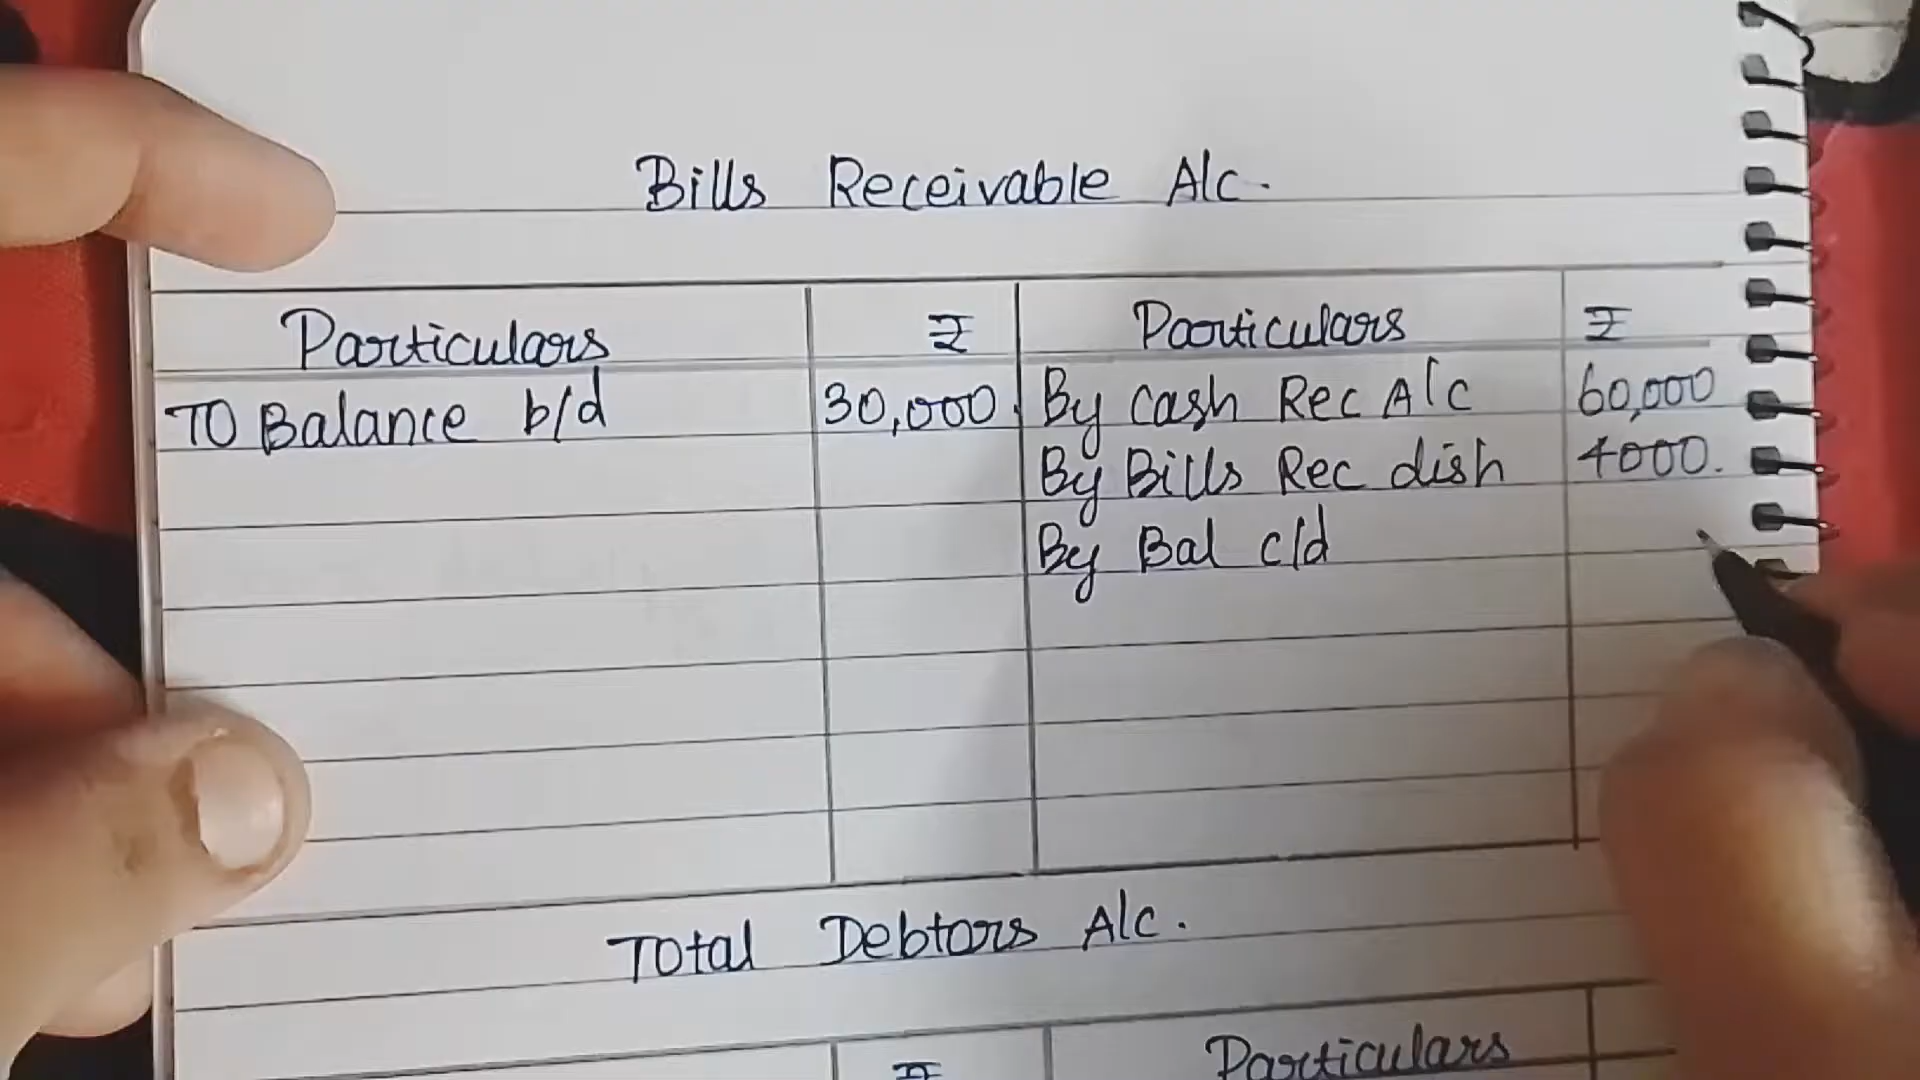 Bills Receivable A/c.
Particulars ₹ Particulars ₹
TO Balance b/d 30,000. By Cash Rec A/c 60,000
By Bills Rec dish 4000.
By Bal c/d
Total Debtors A/c.
₹ Particulars